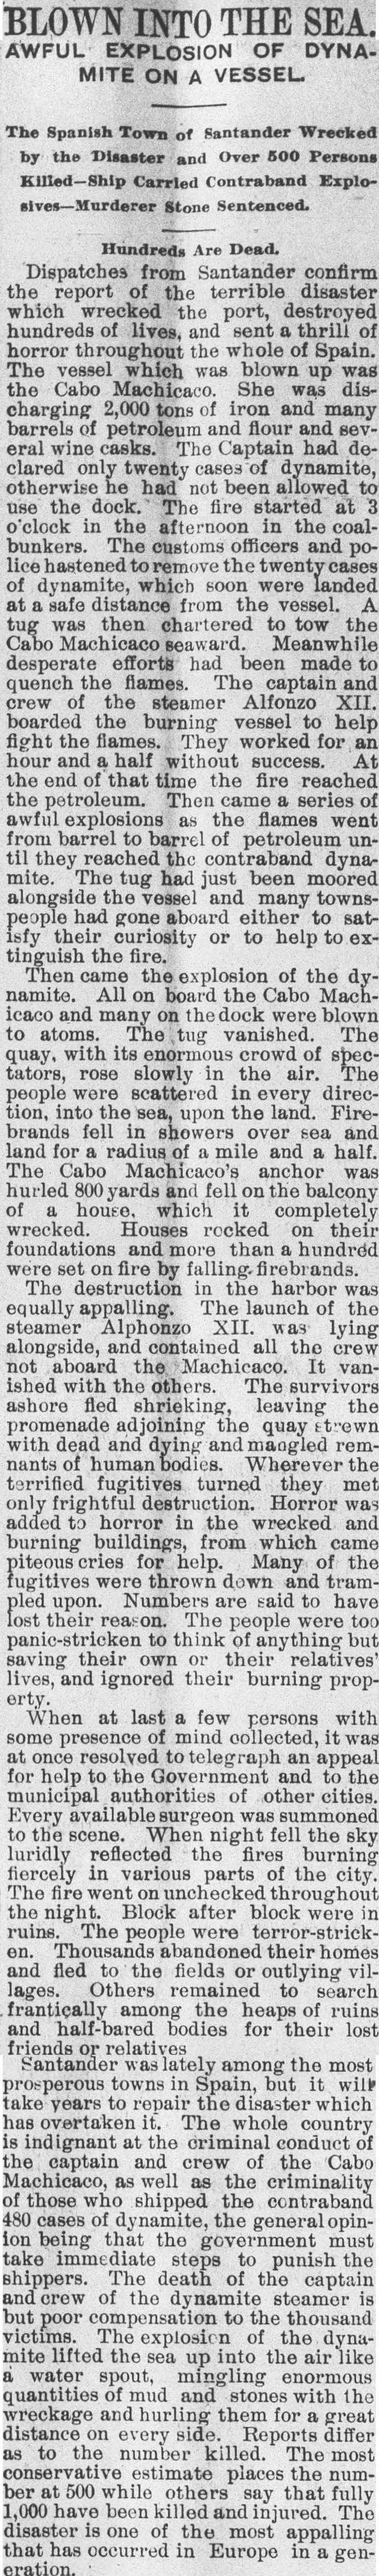 BLOWN INTO THE SEA.
AWFUL EXPLOSION OF DYNA-
MITE ON A VESSEL.
The Spanish Town of Santander Wrecked
by the Disaster and Over 500 Persons
Killed—Ship Carried Contraband Explo-
sives—Murderer Stone Sentenced.
Hundreds Are Dead.
Dispatches from Santander confirm
the report of the terrible disaster
which wrecked the port, destroyed
hundreds of lives, and sent a thrill of
horror throughout the whole of Spain.
The vessel which was blown up was
the Cabo Machicaco. She was dis-
charging 2,000 tons of iron and many
barrels of petroleum and flour and sev-
eral wine casks. The Captain had de-
clared only twenty cases of dynamite,
otherwise he had not been allowed to
use the dock. The fire started at 3
o'clock in the afternoon in the coal-
bunkers. The customs officers and po-
lice hastened to remove the twenty cases
of dynamite, which soon were landed
at a safe distance from the vessel. A
tug was then chartered to tow the
Cabo Machicaco seaward. Meanwhile
desperate efforts had been made to
quench the flames. The captain and
crew of the steamer Alfonzo XII.
boarded the burning vessel to help
fight the flames. They worked for an
hour and a half without success. At
the end of that time the fire reached
the petroleum. Then came a series of
awful explosions as the flames went
from barrel to barrel of petroleum un-
til they reached the contraband dyna-
mite. The tug had just been moored
alongside the vessel and many towns-
people had gone aboard either to sat-
isfy their curiosity or to help to ex-
tinguish the fire.
Then came the explosion of the dy-
namite. All on board the Cabo Mach-
icaco and many on the dock were blown
to atoms. The tug vanished. The
quay, with its enormous crowd of spec-
tators, rose slowly in the air. The
people were scattered in every direc-
tion, into the sea, upon the land. Fire-
brands fell in showers over sea and
land for a radius of a mile and a half.
The Cabo Machicaco's anchor was
hurled 800 yards and fell on the balcony
of a house, which it completely
wrecked. Houses rocked on their
foundations and more than a hundred
were set on fire by falling firebrands.
The destruction in the harbor was
equally appalling. The launch of the
steamer Alphonzo XII. was lying
alongside, and contained all the crew
not aboard the Machicaco. It van-
ished with the others. The survivors
ashore fled shrieking, leaving the
promenade adjoining the quay strewn
with dead and dying and mangled rem-
nants of human bodies. Wherever the
terrified fugitives turned they met
only frightful destruction. Horror was
added to horror in the wrecked and
burning buildings, from which came
piteous cries for help. Many of the
fugitives were thrown down and tram-
pled upon. Numbers are said to have
lost their reason. The people were too
panic-stricken to think of anything but
saving their own or their relatives'
lives, and ignored their burning prop-
erty.
When at last a few persons with
some presence of mind collected, it was
at once resolved to telegraph an appeal
for help to the Government and to the
municipal authorities of other cities.
Every available surgeon was summoned
to the scene. When night fell the sky
luridly reflected the fires burning
fiercely in various parts of the city.
The fire went on unchecked throughout
the night. Block after block were in
ruins. The people were terror-strick-
en. Thousands abandoned their homes
and fled to the fields or outlying vil-
lages. Others remained to search
frantically among the heaps of ruins
and half-bared bodies for their lost
friends or relatives
Santander was lately among the most
prosperous towns in Spain, but it will
take years to repair the disaster which
has overtaken it. The whole country
is indignant at the criminal conduct of
the captain and crew of the Cabo
Machicaco, as well as the criminality
of those who shipped the contraband
480 cases of dynamite, the general opin-
ion being that the government must
take immediate steps to punish the
shippers. The death of the captain
and crew of the dynamite steamer is
but poor compensation to the thousand
victims. The explosion of the dyna-
mite lifted the sea up into the air like
a water spout, mingling enormous
quantities of mud and stones with the
wreckage and hurling them for a great
distance on every side. Reports differ
as to the number killed. The most
conservative estimate places the num-
ber at 500 while others say that fully
1,000 have been killed and injured. The
disaster is one of the most appalling
that has occurred in Europe in a gen-
eration.